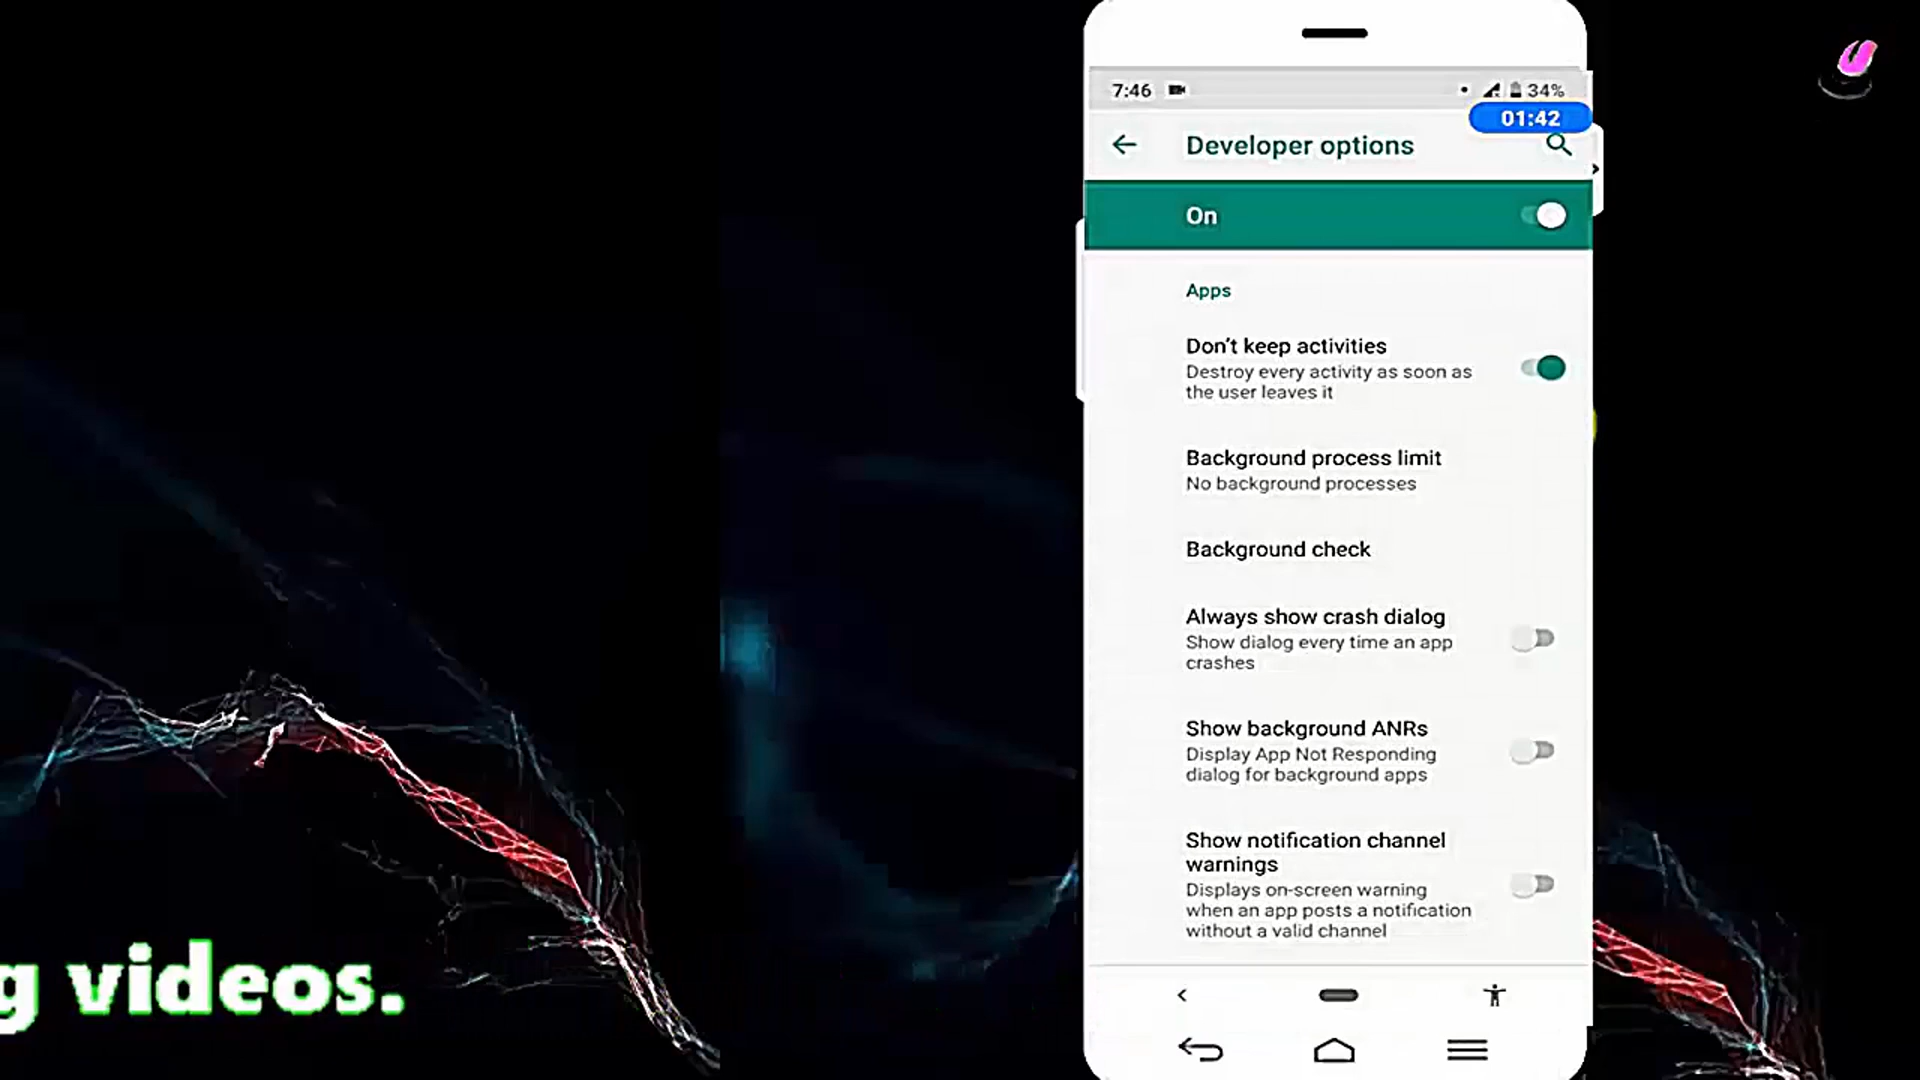 7:46
34%
01:42
Developer options
On
Apps
Don't keep activities
Destroy every activity as soon as
the user leaves it
Background process limit
No background processes
Background check
Always show crash dialog
Show dialog every time an app
crashes
Show background ANRs
Display App Not Responding
dialog for background apps
Show notification channel
warnings
Displays on-screen warning
when an app posts a notification
without a valid channel
g videos.